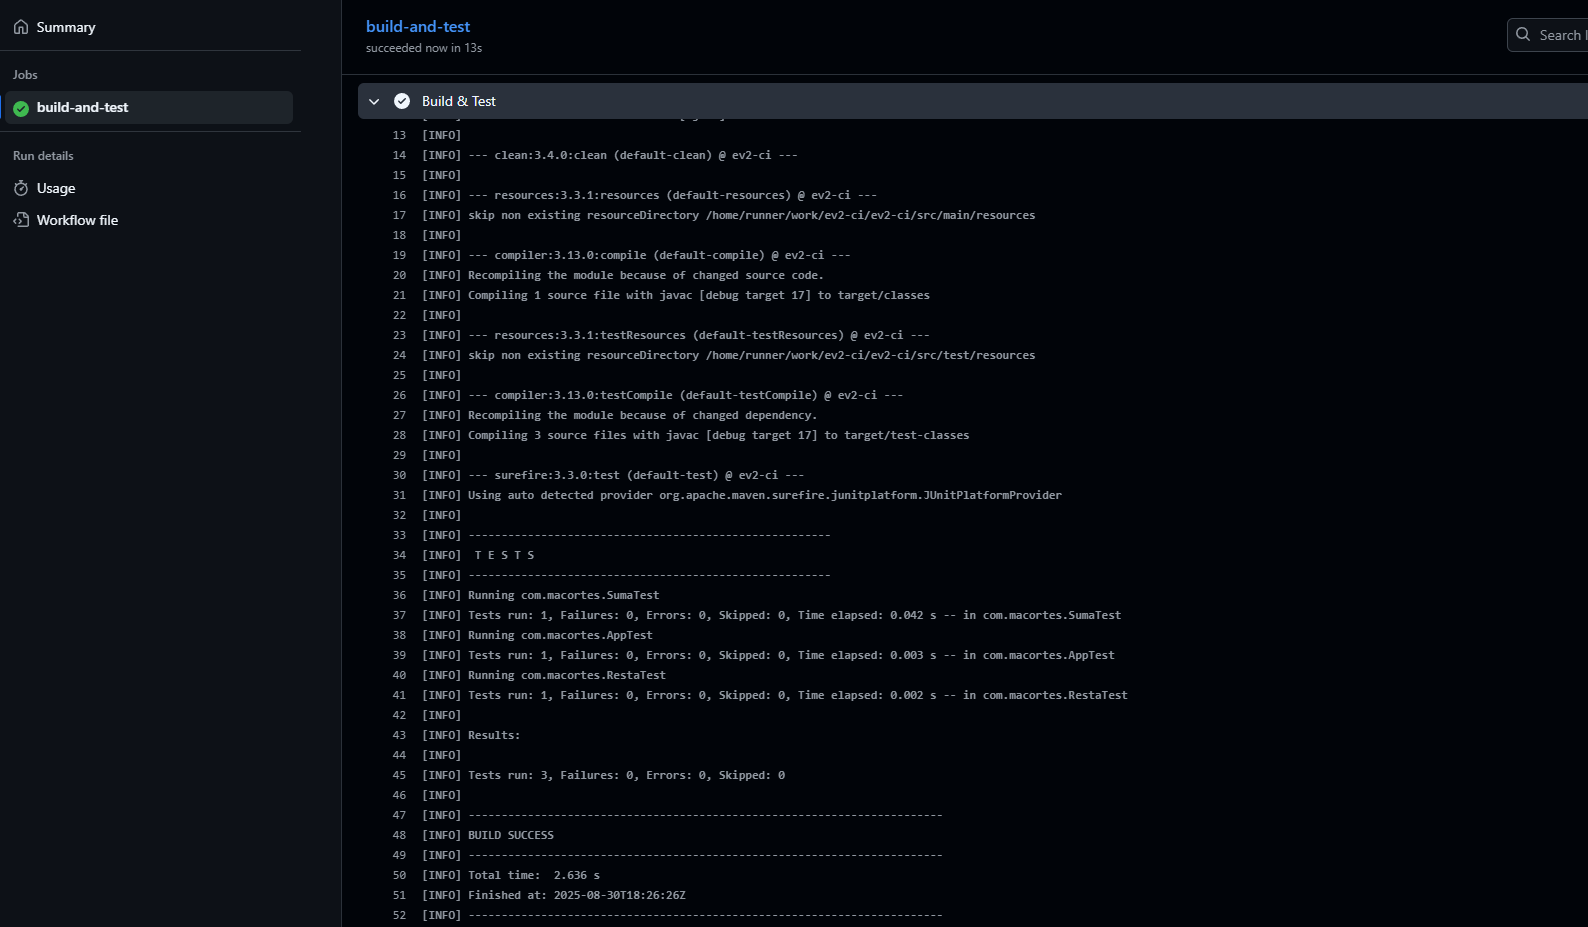 Summary
Jobs
build-and-test
Run details
Usage
Workflow file
build-and-test
succeeded now in 13s
Search
Build & Test
13 [INFO]
14 [INFO] --- clean:3.4.0:clean (default-clean) @ ev2-ci ---
15 [INFO]
16 [INFO] --- resources:3.3.1:resources (default-resources) @ ev2-ci ---
17 [INFO] skip non existing resourceDirectory /home/runner/work/ev2-ci/ev2-ci/src/main/resources
18 [INFO]
19 [INFO] --- compiler:3.13.0:compile (default-compile) @ ev2-ci ---
20 [INFO] Recompiling the module because of changed source code.
21 [INFO] Compiling 1 source file with javac [debug target 17] to target/classes
22 [INFO]
23 [INFO] --- resources:3.3.1:testResources (default-testResources) @ ev2-ci ---
24 [INFO] skip non existing resourceDirectory /home/runner/work/ev2-ci/ev2-ci/src/test/resources
25 [INFO]
26 [INFO] --- compiler:3.13.0:testCompile (default-testCompile) @ ev2-ci ---
27 [INFO] Recompiling the module because of changed dependency.
28 [INFO] Compiling 3 source files with javac [debug target 17] to target/test-classes
29 [INFO]
30 [INFO] --- surefire:3.3.0:test (default-test) @ ev2-ci ---
31 [INFO] Using auto detected provider org.apache.maven.surefire.junitplatform.JUnitPlatformProvider
32 [INFO]
33 [INFO] -------------------------------------------------------
34 [INFO]  T E S T S
35 [INFO] -------------------------------------------------------
36 [INFO] Running com.macortes.SumaTest
37 [INFO] Tests run: 1, Failures: 0, Errors: 0, Skipped: 0, Time elapsed: 0.042 s -- in com.macortes.SumaTest
38 [INFO] Running com.macortes.AppTest
39 [INFO] Tests run: 1, Failures: 0, Errors: 0, Skipped: 0, Time elapsed: 0.003 s -- in com.macortes.AppTest
40 [INFO] Running com.macortes.RestaTest
41 [INFO] Tests run: 1, Failures: 0, Errors: 0, Skipped: 0, Time elapsed: 0.002 s -- in com.macortes.RestaTest
42 [INFO]
43 [INFO] Results:
44 [INFO]
45 [INFO] Tests run: 3, Failures: 0, Errors: 0, Skipped: 0
46 [INFO]
47 [INFO] ------------------------------------------------------------------------
48 [INFO] BUILD SUCCESS
49 [INFO] ------------------------------------------------------------------------
50 [INFO] Total time:  2.636 s
51 [INFO] Finished at: 2025-08-30T18:26:26Z
52 [INFO] ------------------------------------------------------------------------